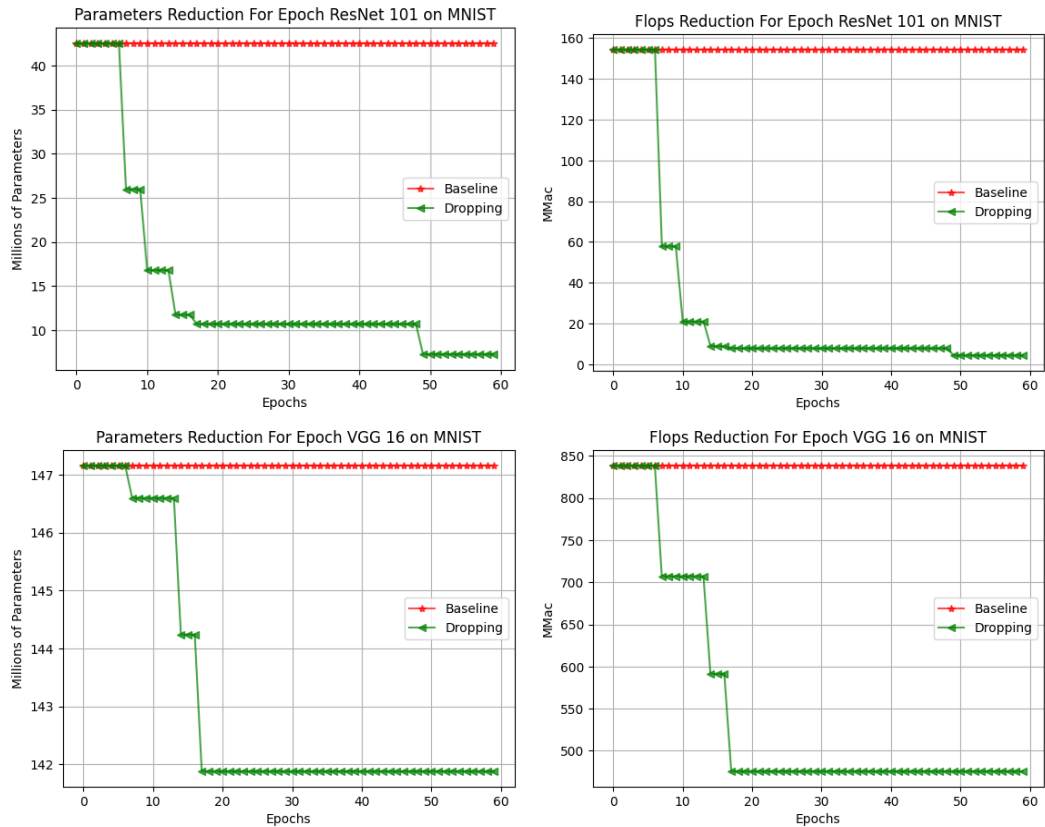 Parameters Reduction For Epoch ResNet 101 on MNIST
40
35
30
25
20
15
10
Millions of Parameters
Baseline
Dropping
0 10 20 30 40 50 60
Epochs
Flops Reduction For Epoch ResNet 101 on MNIST
160
140
120
100
80
60
40
20
0
MMac
Baseline
Dropping
0 10 20 30 40 50 60
Epochs
Parameters Reduction For Epoch VGG 16 on MNIST
147
146
145
144
143
142
Millions of Parameters
Baseline
Dropping
0 10 20 30 40 50 60
Epochs
Flops Reduction For Epoch VGG 16 on MNIST
850
800
750
700
650
600
550
500
MMac
Baseline
Dropping
0 10 20 30 40 50 60
Epochs